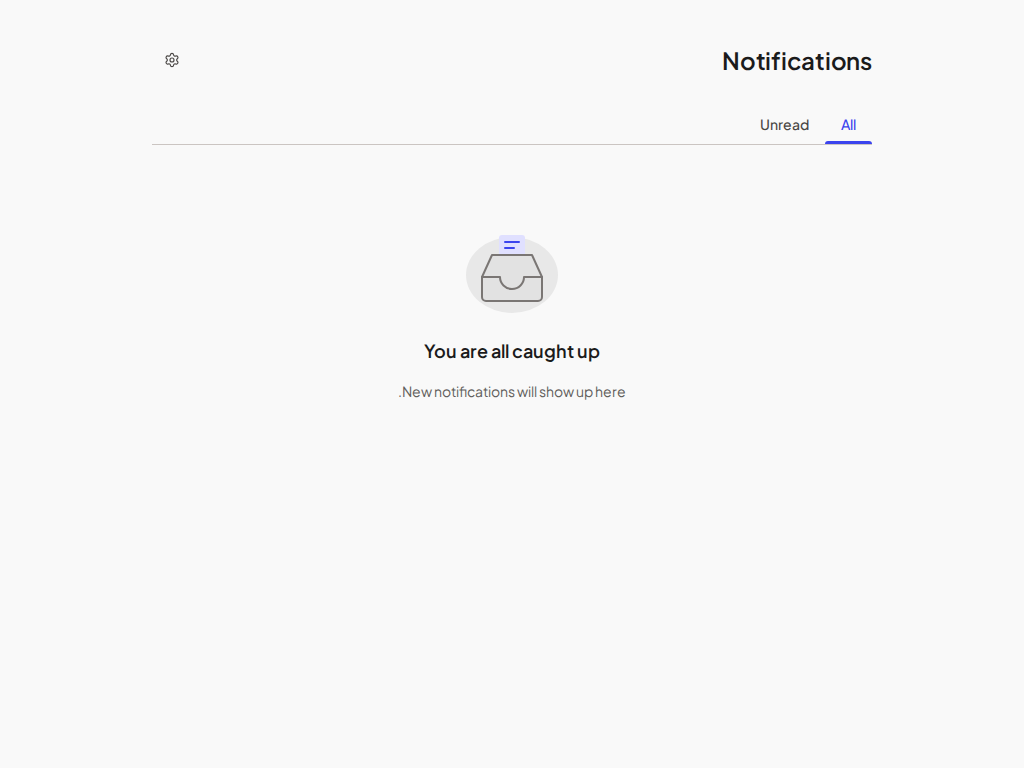 Notifications
All
Unread
You are all caught up
.New notifications will show up here